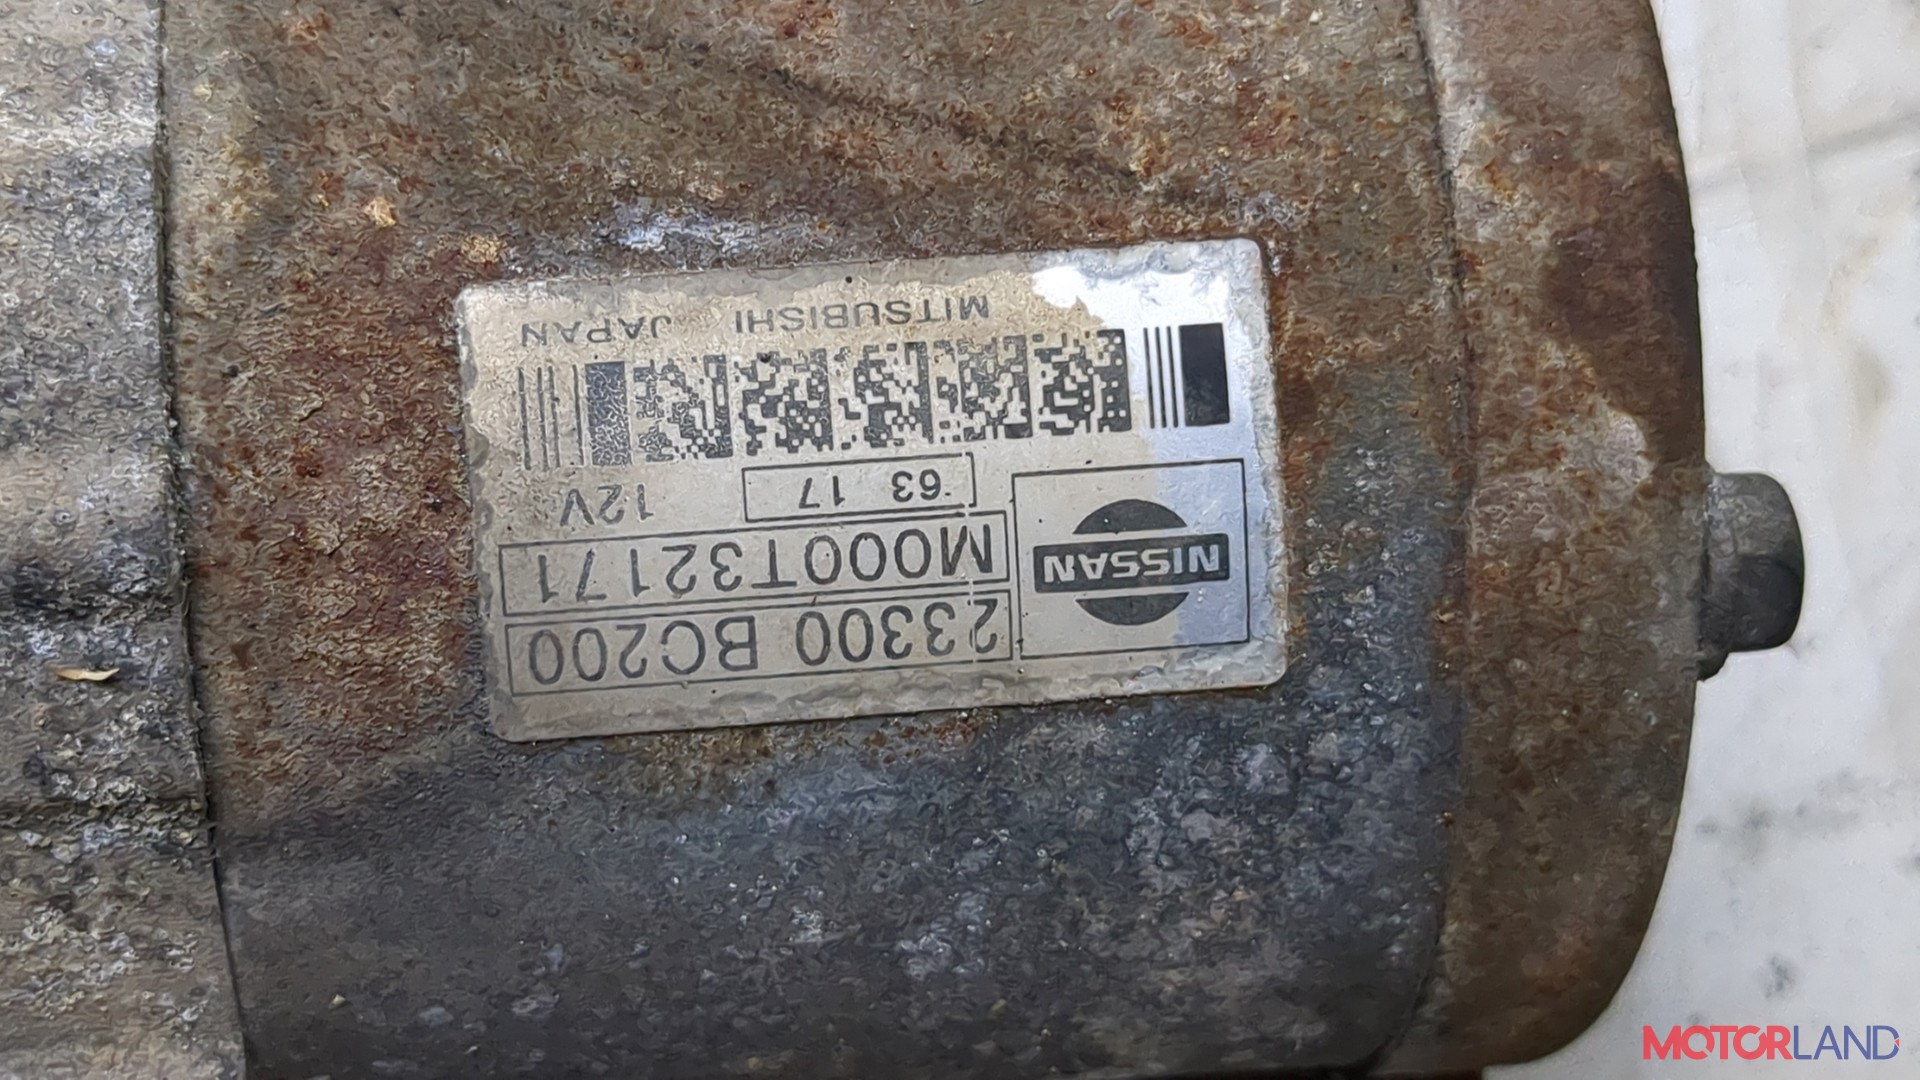 23300 BC200
M000T32171
63 17 12V
NISSAN
MITSUBISHI JAPAN
MOTORLAND